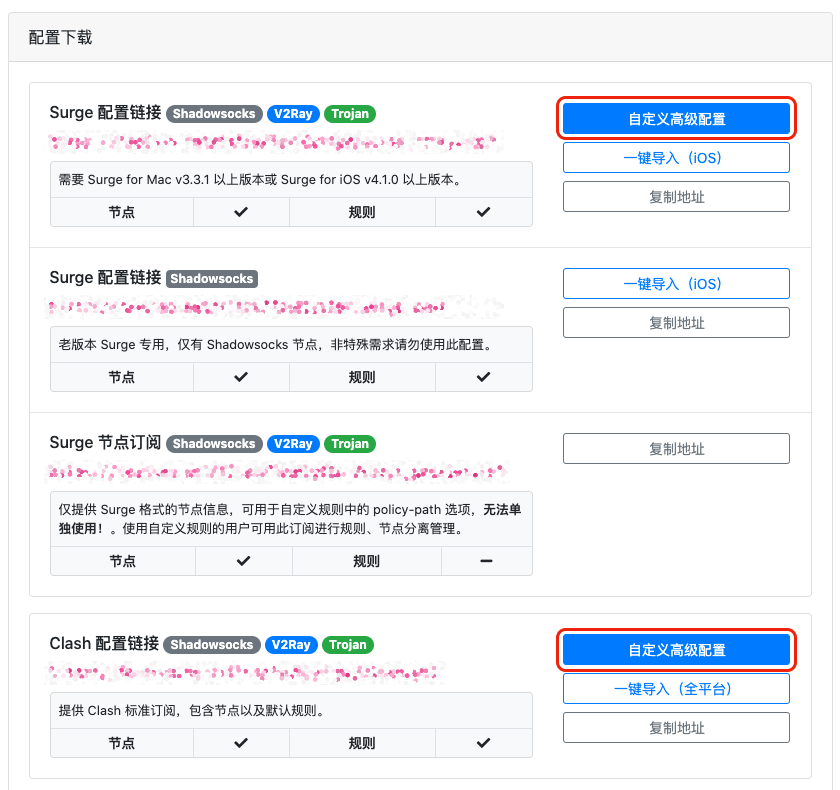 配置下载
Surge 配置链接 Shadowsocks V2Ray Trojan
自定义高级配置
一键导入（iOS）
复制地址
需要 Surge for Mac v3.3.1 以上版本或 Surge for iOS v4.1.0 以上版本。
节点 ✔ 规则 ✔
Surge 配置链接 Shadowsocks
一键导入（iOS）
复制地址
老版本 Surge 专用，仅有 Shadowsocks 节点，非特殊需求请勿使用此配置。
节点 ✔ 规则 ✔
Surge 节点订阅 Shadowsocks V2Ray Trojan
复制地址
仅提供 Surge 格式的节点信息，可用于自定义规则中的 policy-path 选项，无法单
独使用！。使用自定义规则的用户可用此订阅进行规则、节点分离管理。
节点 ✔ 规则 −
Clash 配置链接 Shadowsocks V2Ray Trojan
自定义高级配置
一键导入（全平台）
复制地址
提供 Clash 标准订阅，包含节点以及默认规则。
节点 ✔ 规则 ✔